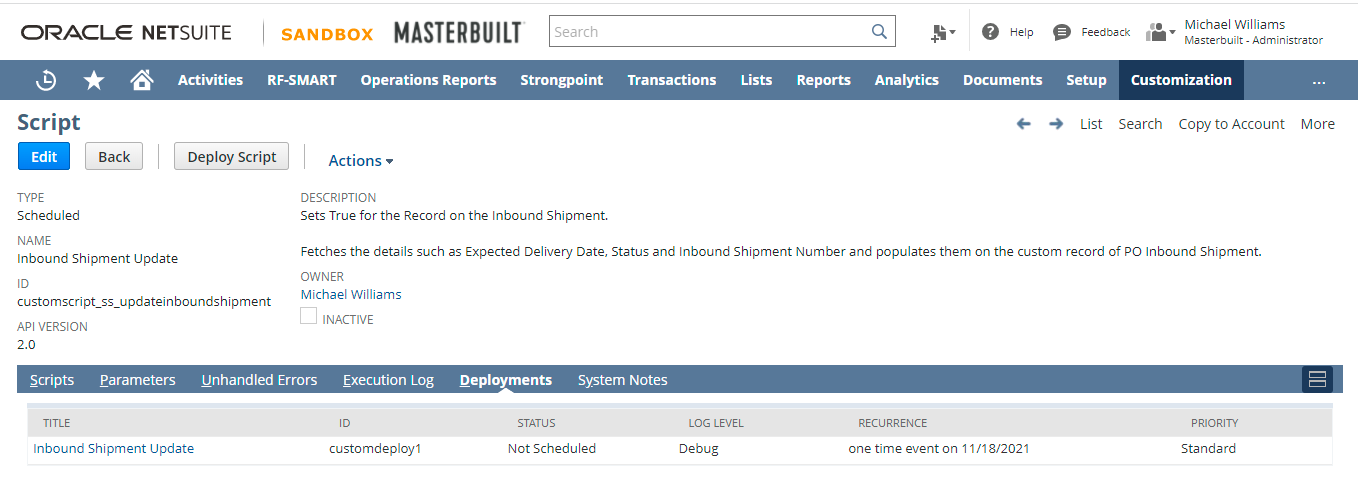 ORACLE NETSUITE SANDBOX MASTERBUILT Search Help Feedback Michael Williams
Masterbuilt - Administrator
Activities RF-SMART Operations Reports Strongpoint Transactions Lists Reports Analytics Documents Setup Customization ...
Script List Search Copy to Account More
Edit Back Deploy Script Actions
TYPE
Scheduled
NAME
Inbound Shipment Update
ID
customscript_ss_updateinboundshipment
API VERSION
2.0
DESCRIPTION
Sets True for the Record on the Inbound Shipment.
Fetches the details such as Expected Delivery Date, Status and Inbound Shipment Number and populates them on the custom record of PO Inbound Shipment.
OWNER
Michael Williams
INACTIVE
Scripts Parameters Unhandled Errors Execution Log Deployments System Notes
TITLE ID STATUS LOG LEVEL RECURRENCE PRIORITY
Inbound Shipment Update customdeploy1 Not Scheduled Debug one time event on 11/18/2021 Standard